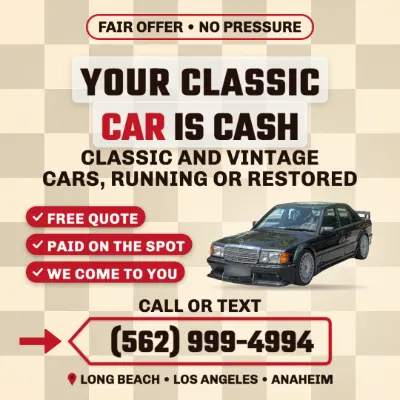 FAIR OFFER • NO PRESSURE
YOUR CLASSIC
CAR IS CASH
CLASSIC AND VINTAGE
CARS, RUNNING OR RESTORED
FREE QUOTE
PAID ON THE SPOT
WE COME TO YOU
CALL OR TEXT
(562) 999-4994
LONG BEACH • LOS ANGELES • ANAHEIM